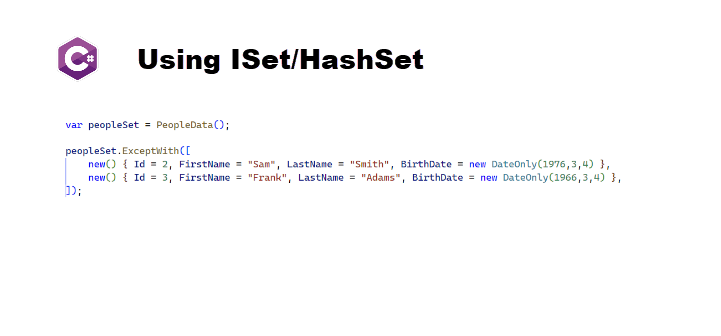 C#
Using ISet/HashSet
var peopleSet = PeopleData();
peopleSet.ExceptWith([
new() { Id = 2, FirstName = "Sam", LastName = "Smith", BirthDate = new DateOnly(1976,3,4) },
new() { Id = 3, FirstName = "Frank", LastName = "Adams", BirthDate = new DateOnly(1966,3,4) },
]);